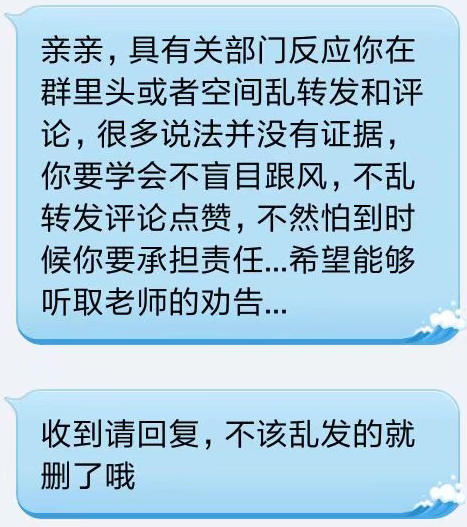 亲亲，具有关部门反应你在
群里头或者空间乱转发和评
论，很多说法并没有证据，
你要学会不盲目跟风，不乱
转发评论点赞，不然怕到时
候你要承担责任...希望能够
听取老师的劝告...
收到请回复，不该乱发的就
删了哦